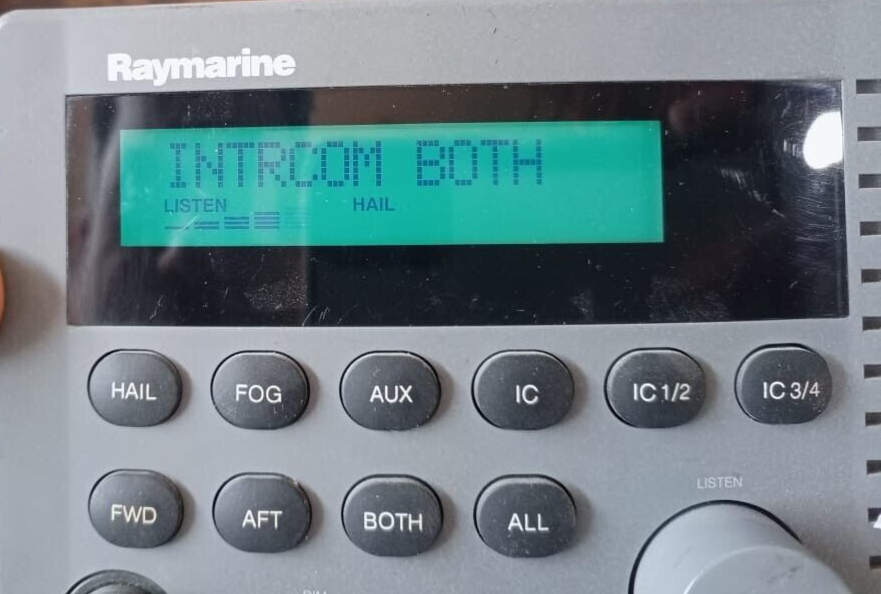 Raymarine
INTRCOM BOTH
LISTEN HAIL
HAIL FOG AUX IC IC 1/2 IC 3/4
FWD AFT BOTH ALL
LISTEN